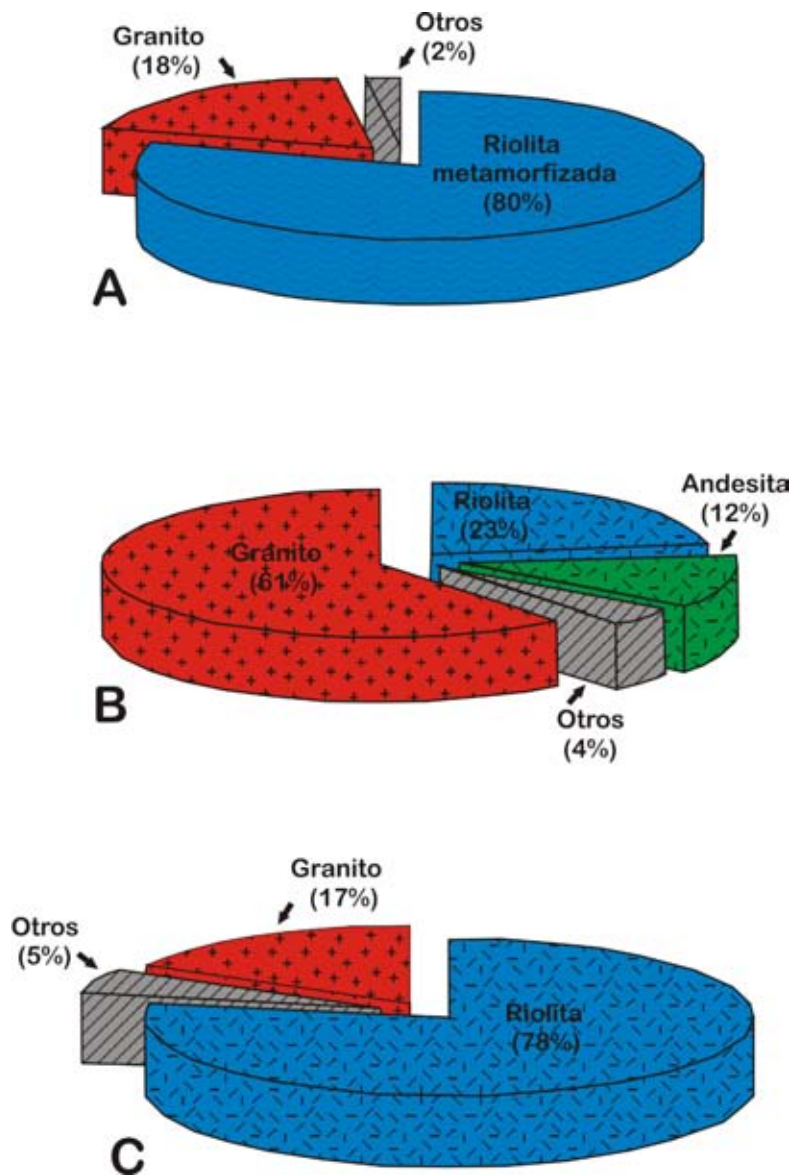 Granito
(18%)
Otros
(2%)
Riolita
metamorfizada
(80%)
A
Riolita
(23%)
Andesita
(12%)
Granito
(61%)
Otros
(4%)
B
Granito
(17%)
Otros
(5%)
Riolita
(78%)
C